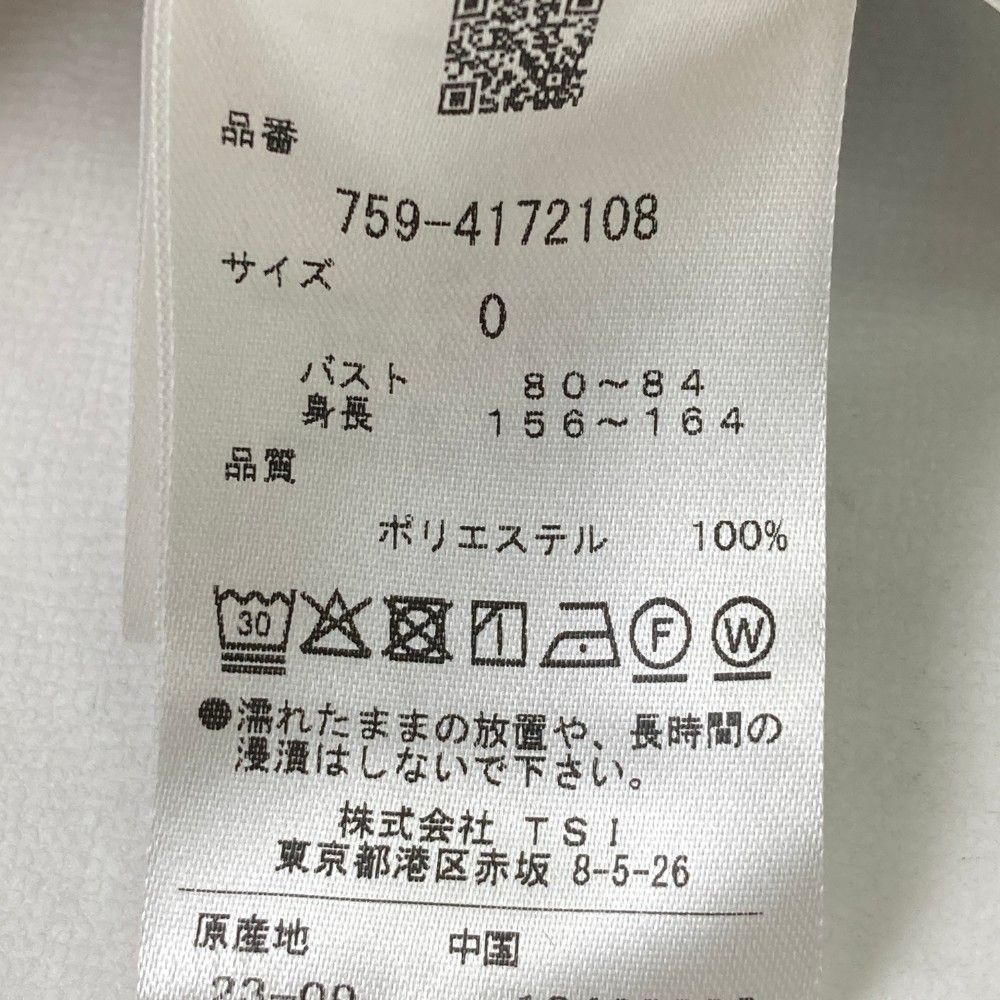 品番
759-4172108
サイズ
0
バスト 80～84
身長 156～164
品質
ポリエステル 100%
30 F W
●濡れたままの放置や、長時間の
浸漬はしないで下さい。
株式会社 TSI
東京都港区赤坂 8-5-26
原産地 中国